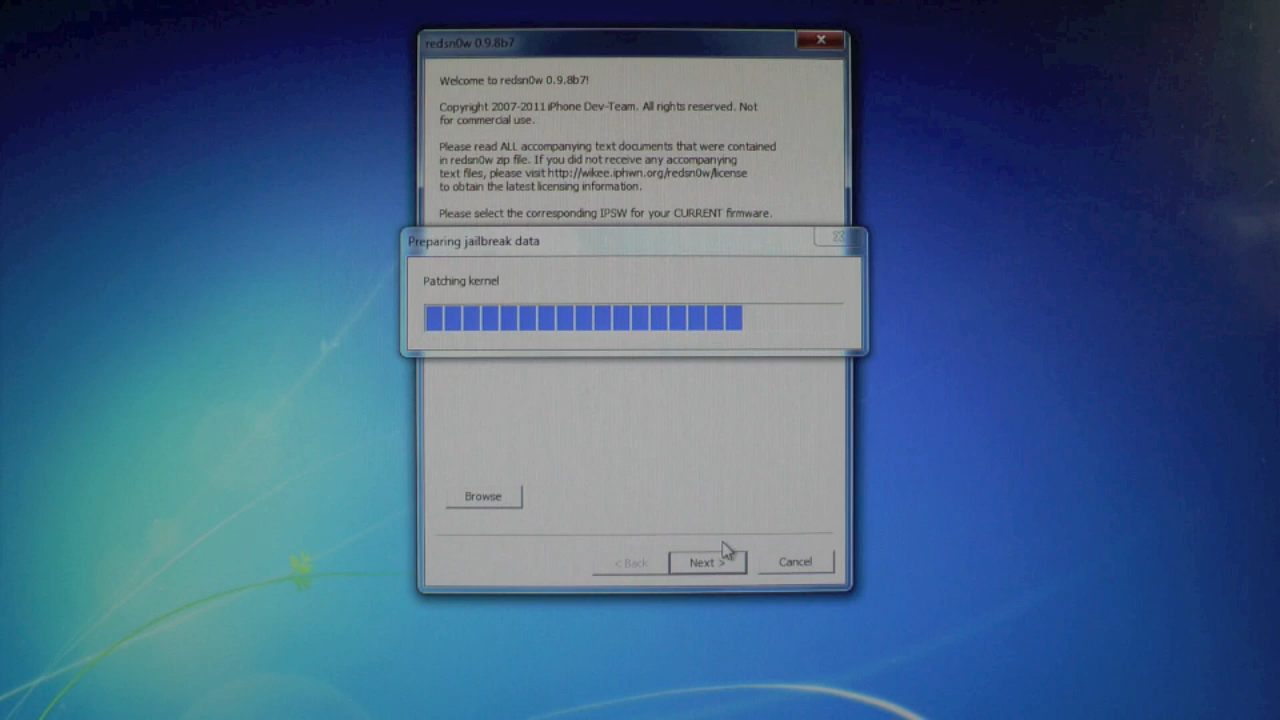 redsn0w 0.9.8b7
Welcome to redsn0w 0.9.8b7!
Copyright 2007-2011 iPhone Dev-Team. All rights reserved. Not
for commercial use.
Please read ALL accompanying text documents that were contained
in redsn0w zip file. If you did not receive any accompanying
text files, please visit http://wikee.iphwn.org/redsn0w/license
to obtain the latest licensing information.
Please select the corresponding IPSW for your CURRENT firmware.
Preparing jailbreak data
Patching kernel
Browse
< Back
Next >
Cancel